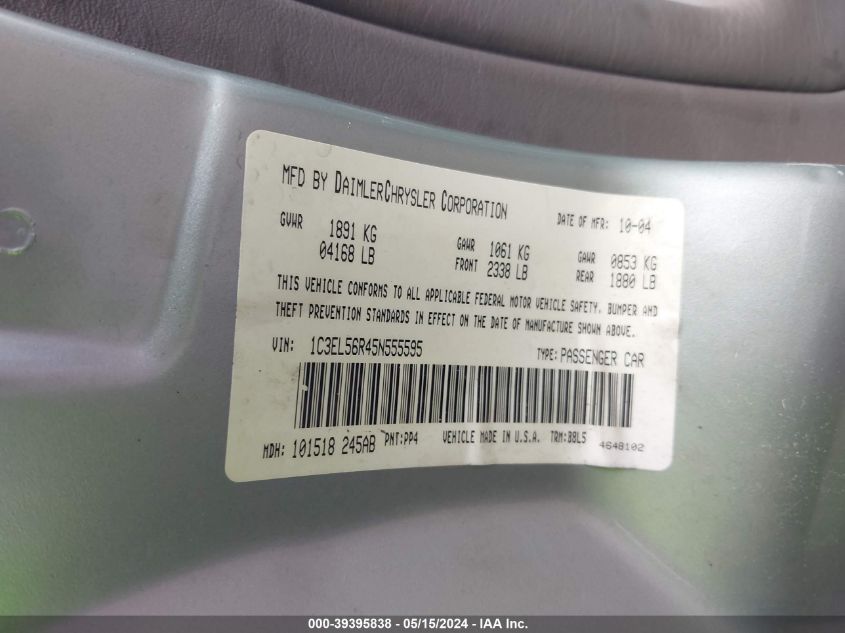 MFD BY DAIMLERCHRYSLER CORPORATION DATE OF MFR: 10-04
GVWR 1891 KG GAWR 1061 KG GAWR 0853 KG
04168 LB FRONT 2338 LB REAR 1880 LB
THIS VEHICLE CONFORMS TO ALL APPLICABLE FEDERAL MOTOR VEHICLE SAFETY, BUMPER AND
THEFT PREVENTION STANDARDS IN EFFECT ON THE DATE OF MANUFACTURE SHOWN ABOVE.
VIN: 1C3EL56R45N555595 TYPE: PASSENGER CAR
MDH: 101518 245AB PNT:PP4 VEHICLE MADE IN U.S.A. TRM:B8L5 4648102
000-39395838 - 05/15/2024 - IAA Inc.